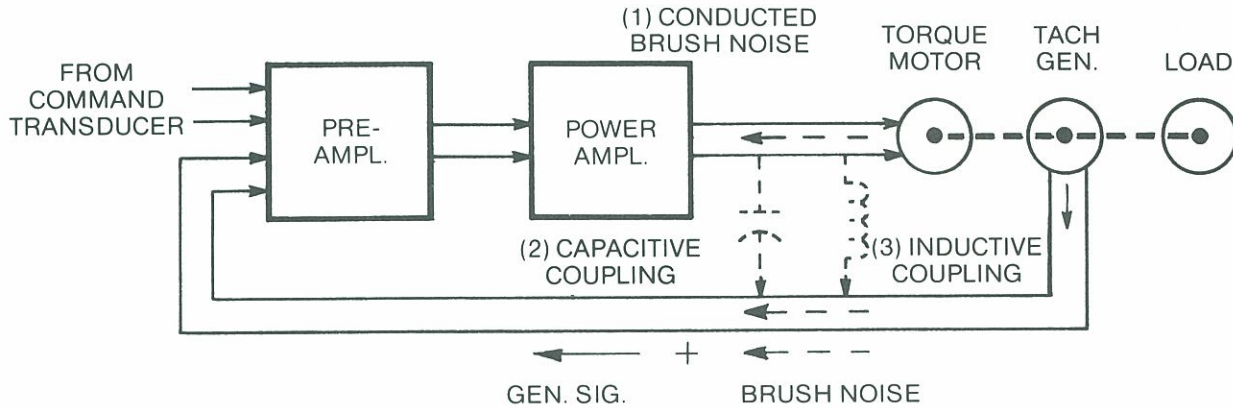 (1) CONDUCTED
BRUSH NOISE
TORQUE
MOTOR
TACH
GEN.
LOAD
FROM
COMMAND
TRANSDUCER
PRE-
AMPL.
POWER
AMPL.
(2) CAPACITIVE
COUPLING
(3) INDUCTIVE
COUPLING
+
GEN. SIG.
BRUSH NOISE